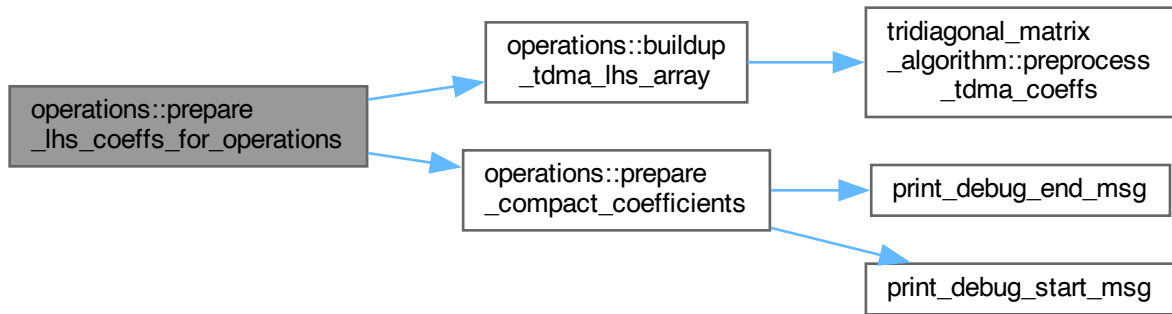 operations::prepare
_lhs_coeffs_for_operations
operations::buildup
_tdma_lhs_array
tridiagonal_matrix
_algorithm::preprocess
_tdma_coeffs
operations::prepare
_compact_coefficients
print_debug_end_msg
print_debug_start_msg